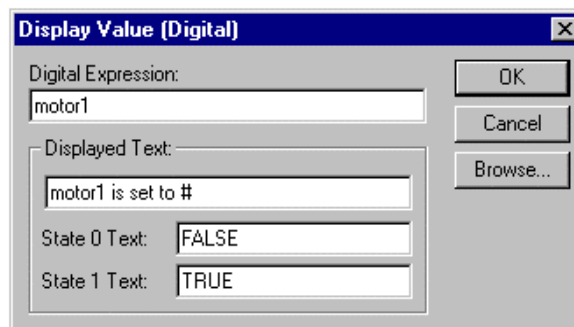 Display Value (Digital)
Digital Expression:
motor1
OK
Cancel
Browse...
Displayed Text:
motor1 is set to #
State 0 Text: FALSE
State 1 Text: TRUE